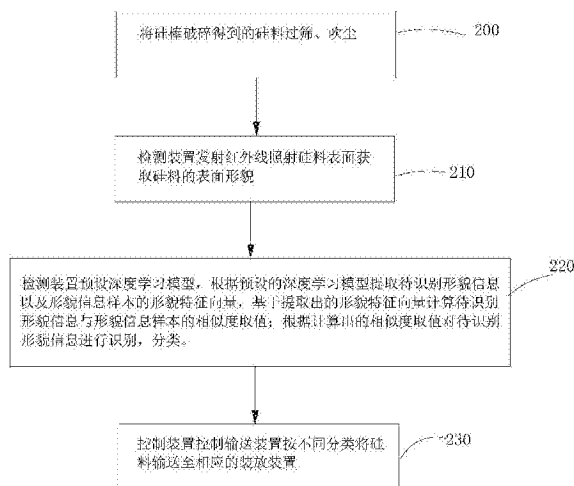 将硅棒破碎得到的硅料过筛、吹尘
200
检测装置发射红外线照射硅料表面获
取硅料的表面形貌
210
检测装置预设深度学习模型，根据预设的深度学习模型提取待识别形貌信息
以及形貌信息样本的形貌特征向量，基于提取出的形貌特征向量计算待识别
形貌信息与形貌信息样本的相似度取值；根据计算出的相似度取值对待识别
形貌信息进行识别，分类。
220
控制装置控制输送装置按不同分类将硅
料输送至相应的装放装置
230